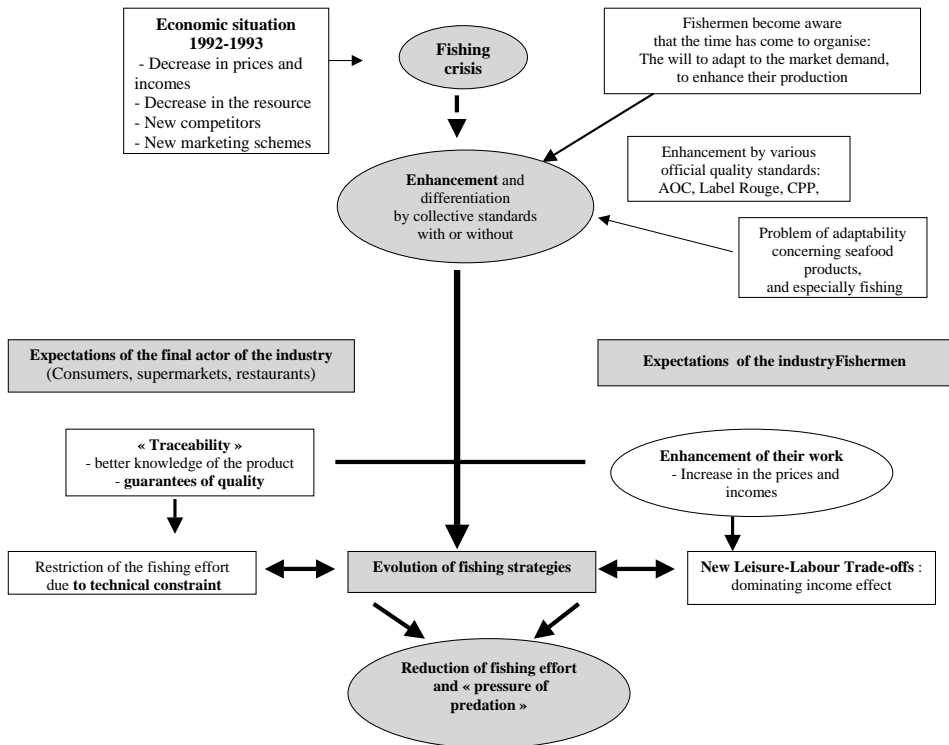 Economic situation
1992-1993
- Decrease in prices and
incomes
- Decrease in the resource
- New competitors
- New marketing schemes
Fishing
crisis
Fishermen become aware
that the time has come to organise:
The will to adapt to the market demand,
to enhance their production
Enhancement and
differentiation
by collective standards
with or without
Enhancement by various
official quality standards:
AOC, Label Rouge, CPP,
Problem of adaptability
concerning seafood
products,
and especially fishing
Expectations of the final actor of the industry
(Consumers, supermarkets, restaurants)
Expectations of the industryFishermen
« Traceability »
- better knowledge of the product
- guarantees of quality
Enhancement of their work
- Increase in the prices and
incomes
Restriction of the fishing effort
due to technical constraint
Evolution of fishing strategies
New Leisure-Labour Trade-offs :
dominating income effect
Reduction of fishing effort
and « pressure of
predation »